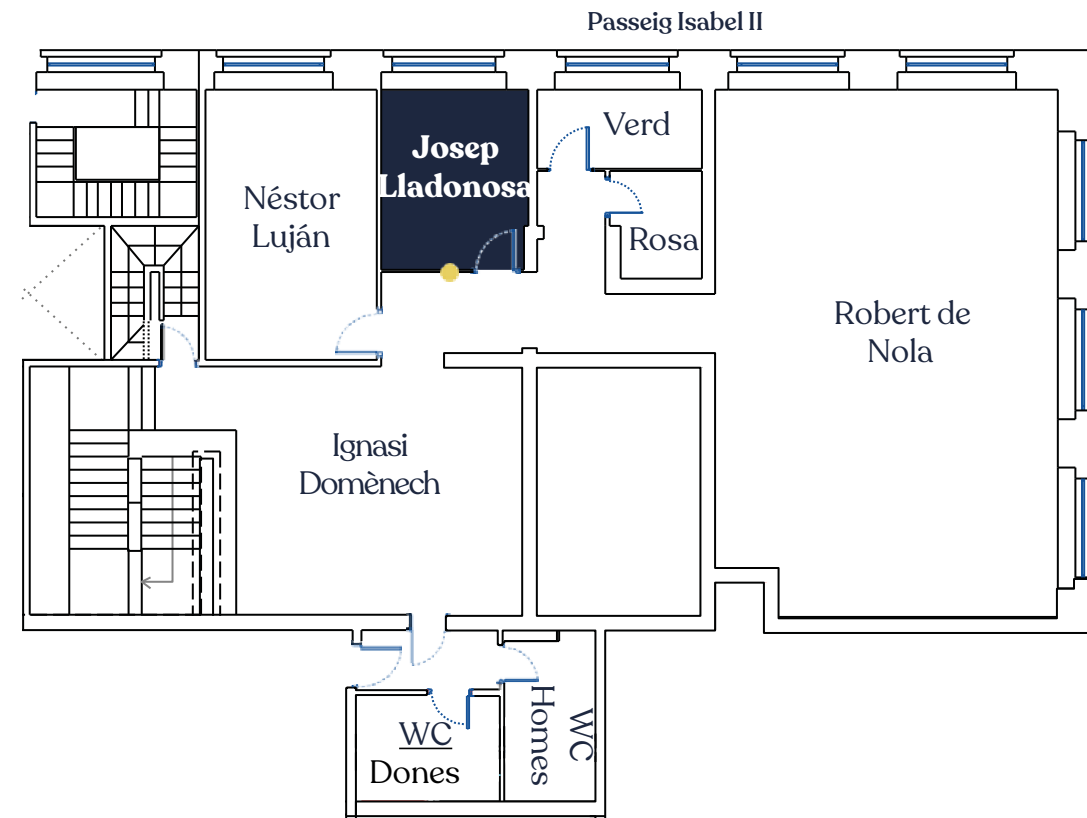 Passeig Isabel II
Verd
Josep
Lladonosa
Néstor
Luján
Rosa
Robert de
Nola
Ignasi
Domènech
WC
Dones
WC
Homes